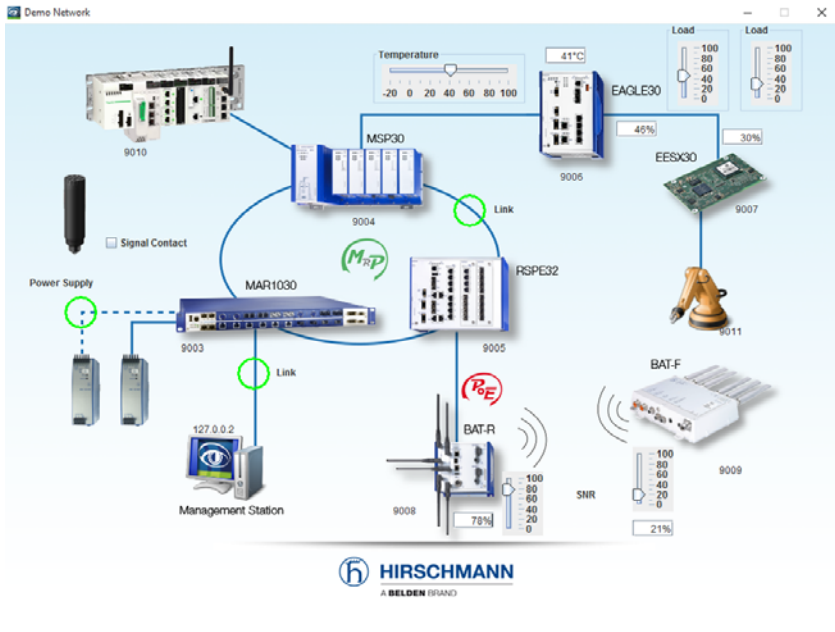 Demo Network
Load
Load
Temperature
41°C
100
80
60
40
20
0
100
80
60
40
20
0
-20 0 20 40 60 80 100
EAGLE30
46%
30%
MSP30
EESX30
9010
9006
9004
9007
Link
Signal Contact
MRP
RSPE32
Power Supply
MAR1030
9003
9005
9011
Link
PoE
BAT-F
127.0.0.2
BAT-R
9009
100
80
60
40
20
0
SNR
100
80
60
40
20
0
Management Station
9008
78%
21%
HIRSCHMANN
A BELDEN BRAND